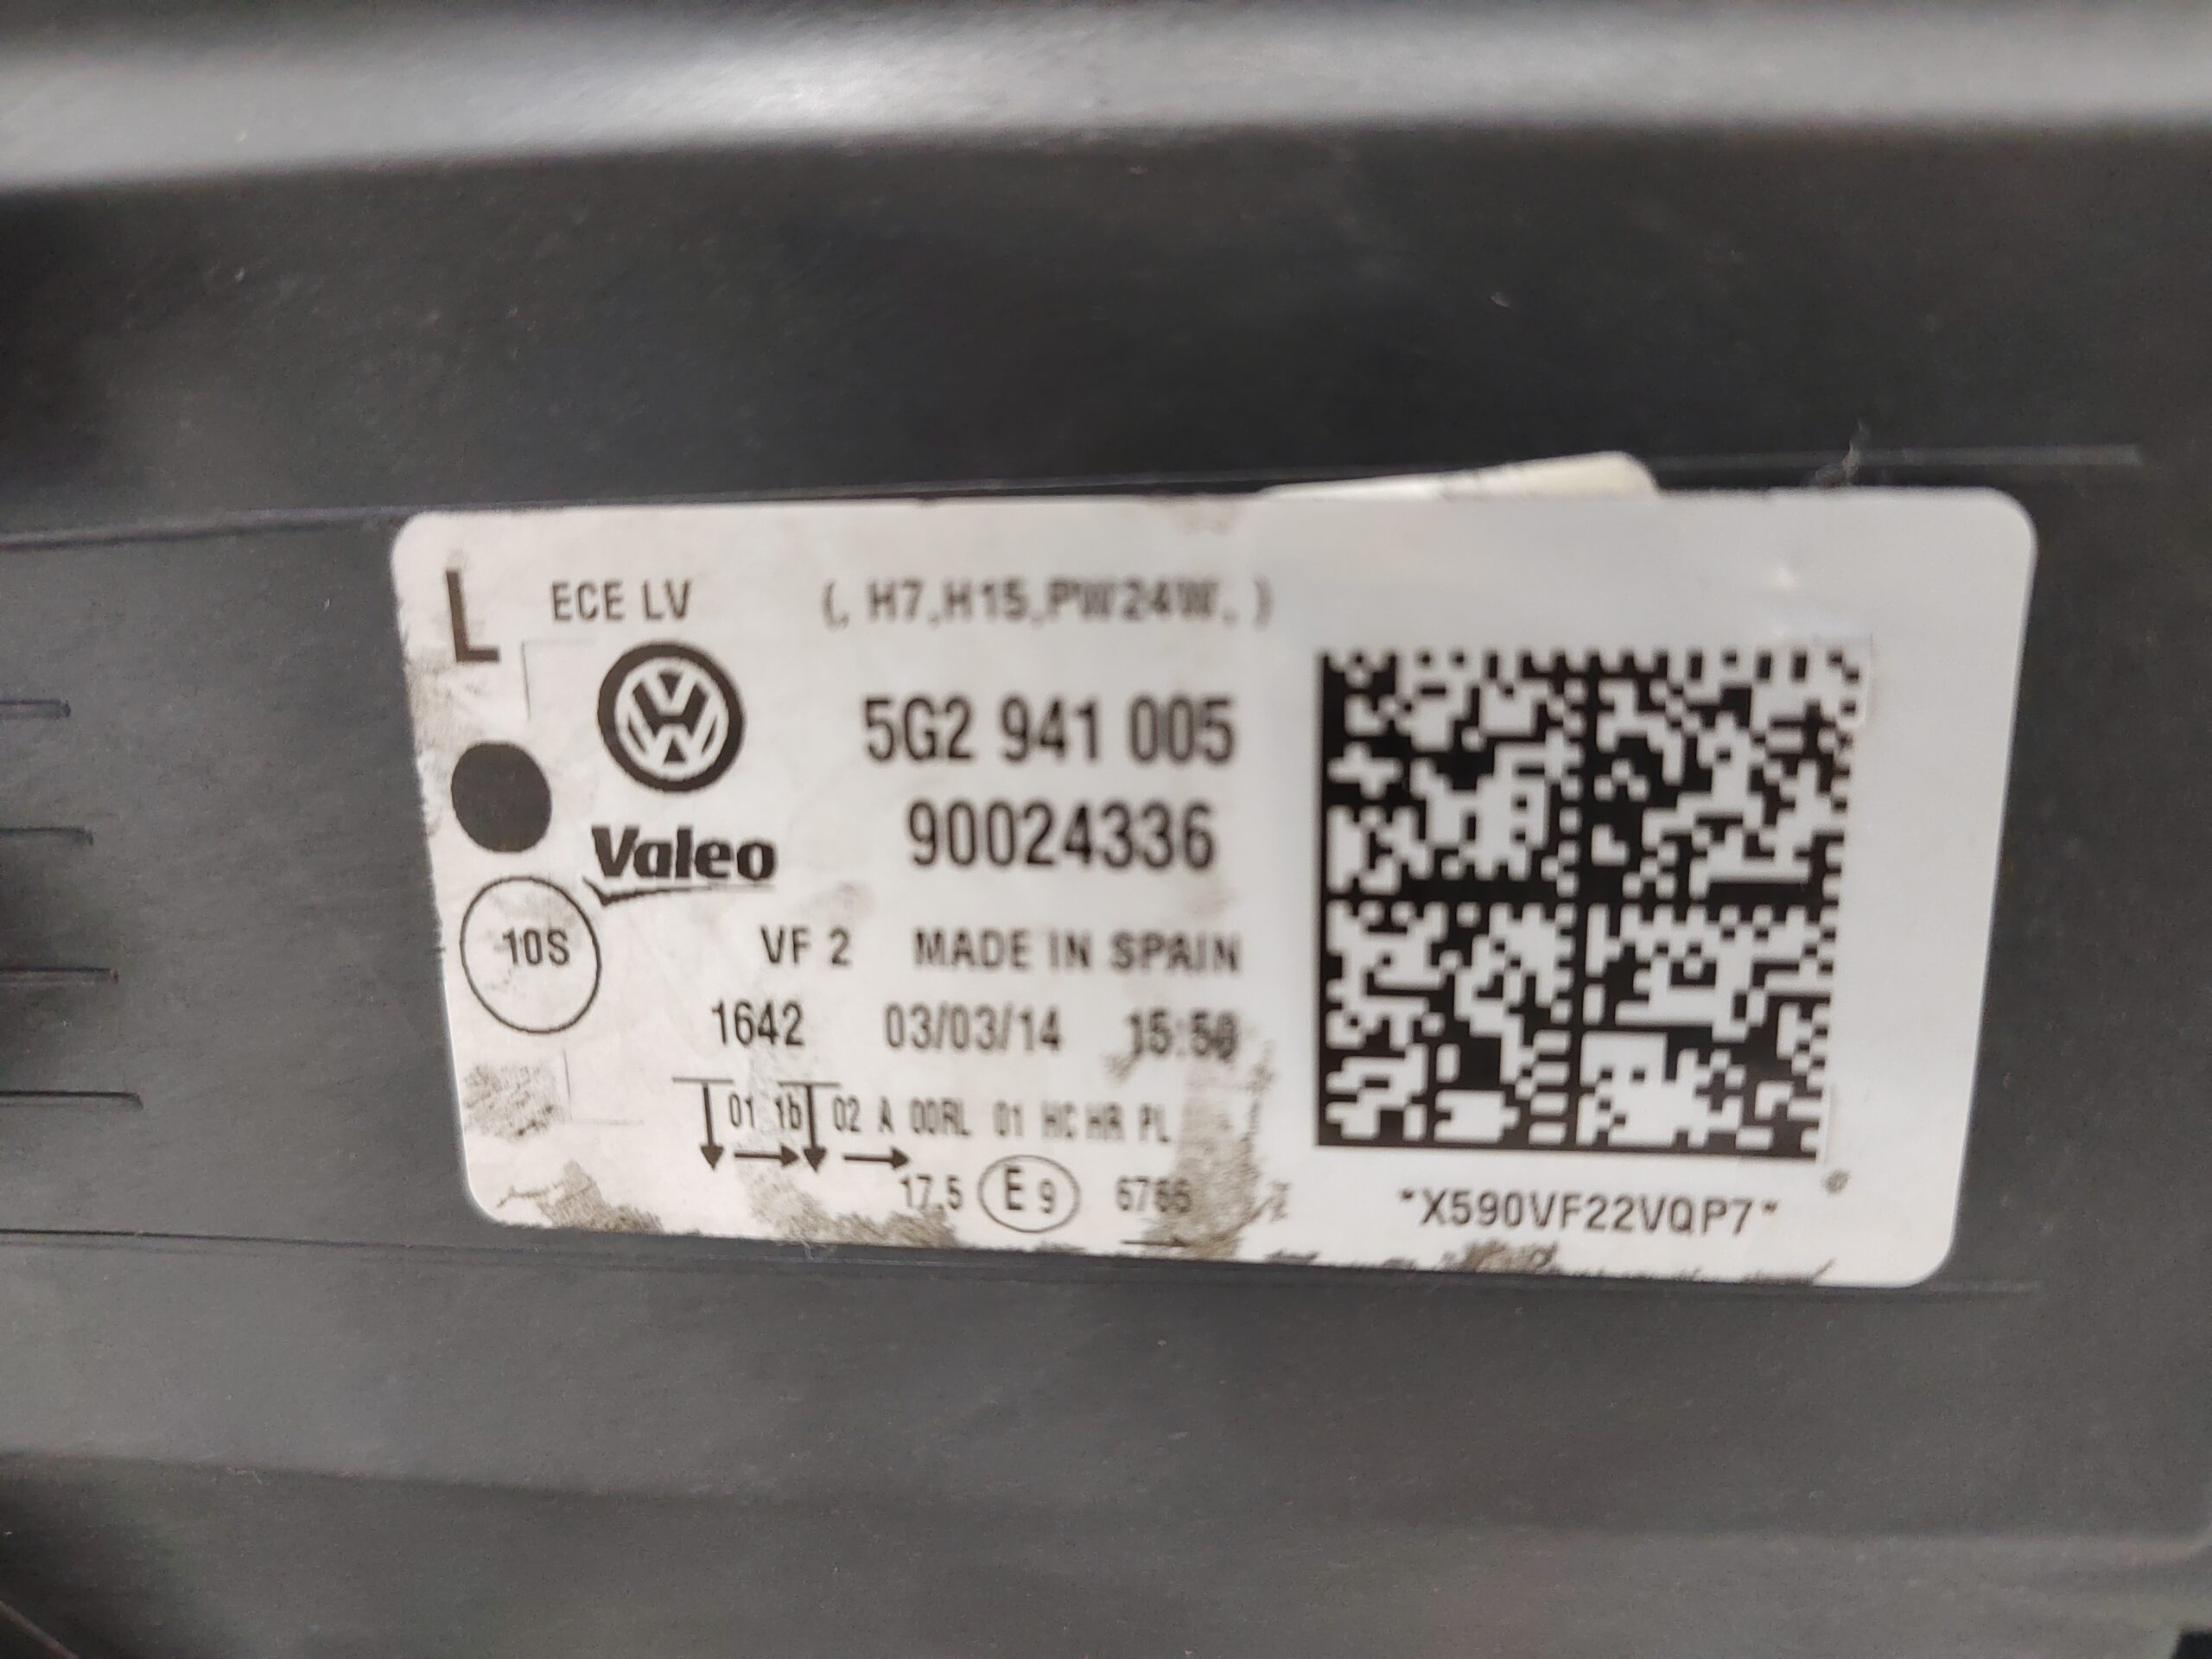 L ECE LV (, H7,H15,PW24W, )
5G2 941 005
90024336
Valeo
10S VF 2 MADE IN SPAIN
1642 03/03/14 15:50
01 1b 02 A 00RL 01 HC HR PL
17.5 E9 6766
*X590VF22VQP7*